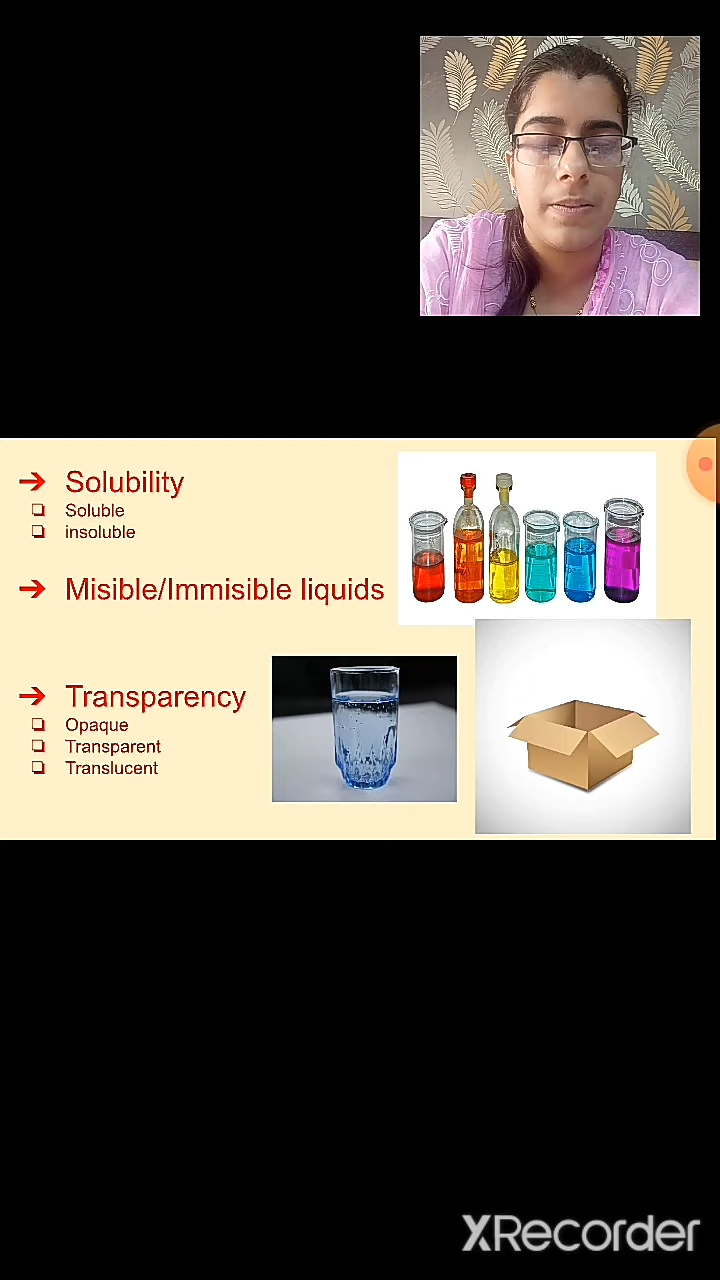 ➔ Solubility
❏ Soluble
❏ insoluble
➔ Misible/Immisible liquids
➔ Transparency
❏ Opaque
❏ Transparent
❏ Translucent
XRecorder